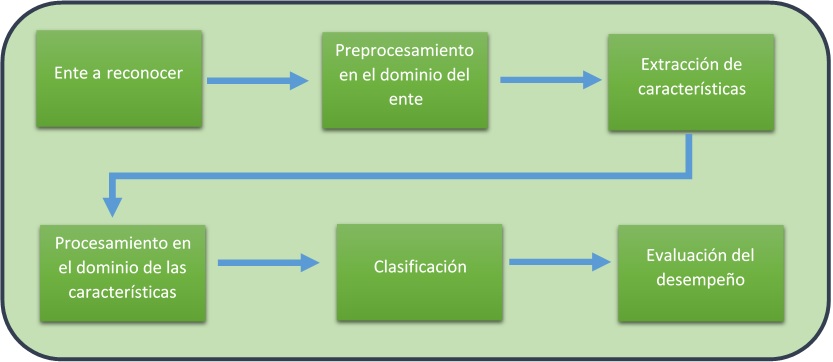 Ente a reconocer
Preprocesamiento
en el dominio del
ente
Extracción de
características
Procesamiento en
el dominio de las
características
Clasificación
Evaluación del
desempeño